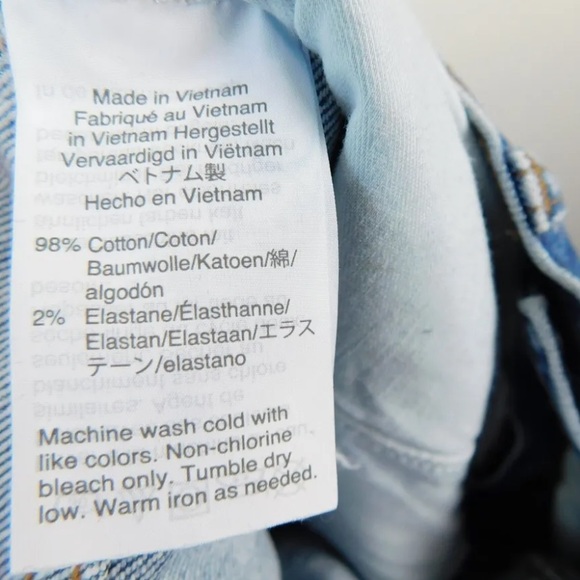 Made in Vietnam
Fabriqué au Vietnam
in Vietnam Hergestellt
Vervaardigd in Viëtnam
ベトナム製
Hecho en Vietnam
98% Cotton/Coton/
Baumwolle/Katoen/綿/
algodón
2% Elastane/Élasthanne/
Elastan/Elastaan/エラス
テーン/elastano
Machine wash cold with
like colors. Non-chlorine
bleach only. Tumble dry
low. Warm iron as needed.